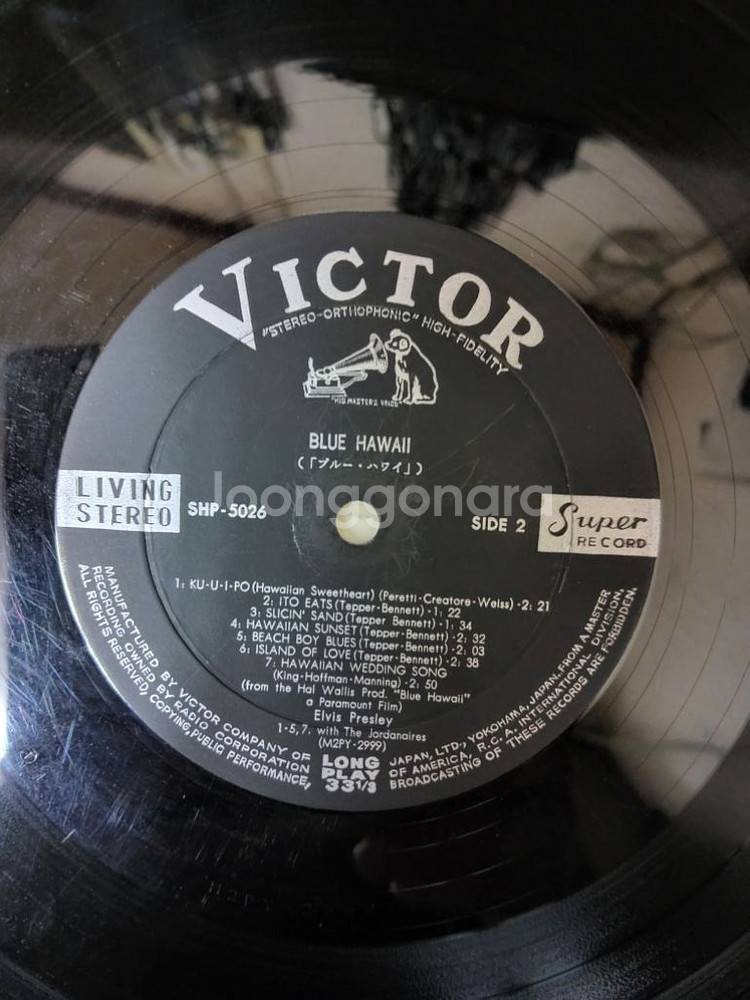 VICTOR
"STEREO-ORTHOPHONIC" HIGH-FIDELITY
"HIS MASTER'S VOICE"
BLUE HAWAII
(「ブルー・ハワイ」)
joonggonara
LIVING
STEREO
SHP-5026
SIDE 2
Super
RECORD
1: KU-U-I-PO (Hawaiian Sweetheart) (Peretti-Creatore-Weiss) -2: 21
2: ITO EATS (Tepper-Bennett) -1: 22
3: SLICIN' SAND (Tepper Bennett) -1: 34
4: HAWAIIAN SUNSET (Tepper-Bennett) -2: 32
5: BEACH BOY BLUES (Tepper-Bennett) -2: 03
6: ISLAND OF LOVE (Tepper-Bennett) -2: 38
7: HAWAIIAN WEDDING SONG
(King-Hoffman-Manning) -2: 50
(from the Hal Wallis Prod. "Blue Hawaii"
a Paramount Film)
Elvis Presley
1-5,7. with The Jordanaires
(M2PY-2999)
LONG
PLAY
33 1/3
MANUFACTURED BY VICTOR COMPANY OF JAPAN, LTD., YOKOHAMA, JAPAN, FROM A MASTER
RECORDING OWNED BY RADIO CORPORATION OF AMERICA, R.C.A. INTERNATIONAL DIVISION.
ALL RIGHTS RESERVED, COPYING, PUBLIC PERFORMANCE, BROADCASTING OF THESE RECORDS ARE FORBIDDEN.